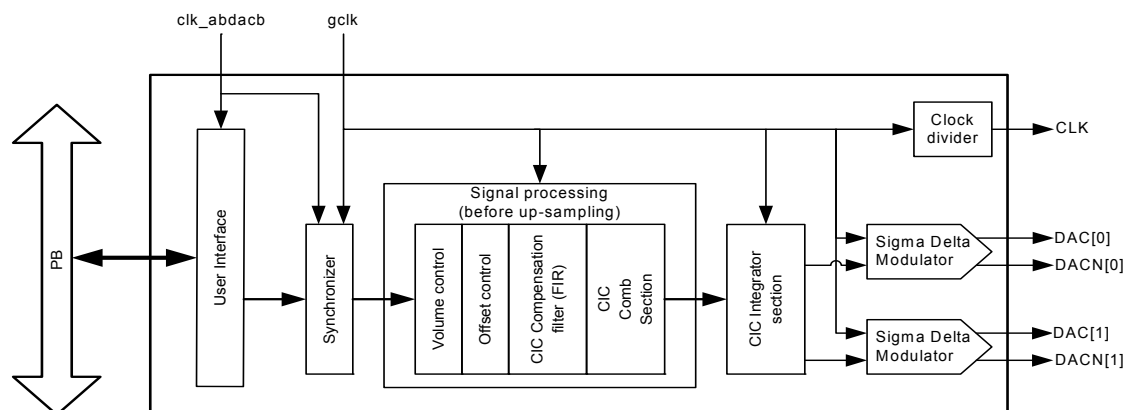 clk_abdacb
gclk
Clock
divider
CLK
PB
User Interface
Synchronizer
Signal processing
(before up-sampling)
Volume control
Offset control
CIC Compensation
filter (FIR)
CIC
Comb
Section
CIC Integrator
section
Sigma Delta
Modulator
DAC[0]
DACN[0]
Sigma Delta
Modulator
DAC[1]
DACN[1]